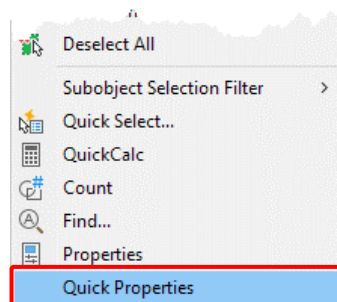 Deselect All
Subobject Selection Filter
Quick Select...
QuickCalc
Count
Find...
Properties
Quick Properties